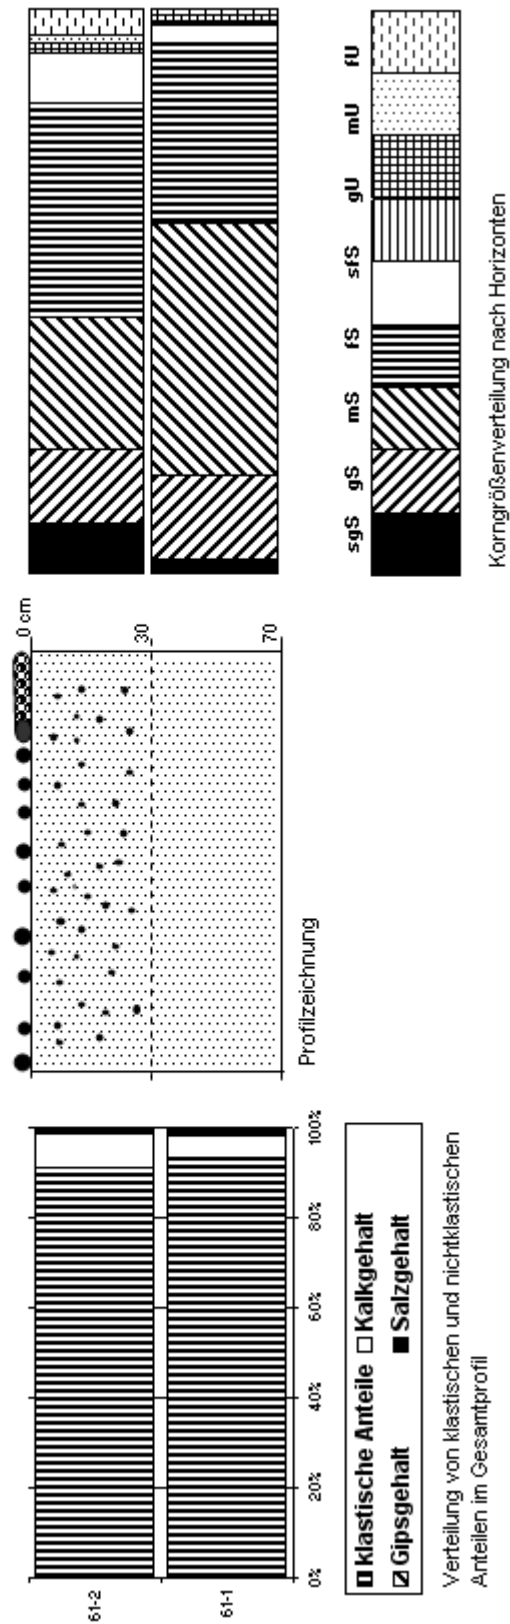 61-2
61-1
0% 20% 40% 60% 80% 100%
klastische Anteile Kalkgehalt
Gipsgehalt Salzgehalt
Verteilung von klastischen und nichtklastischen
Anteilen im Gesamtprofil
0 cm
30
70
Profilzeichnung
sgS gS mS fS sfS gU mU fU
Korngrößenverteilung nach Horizonten